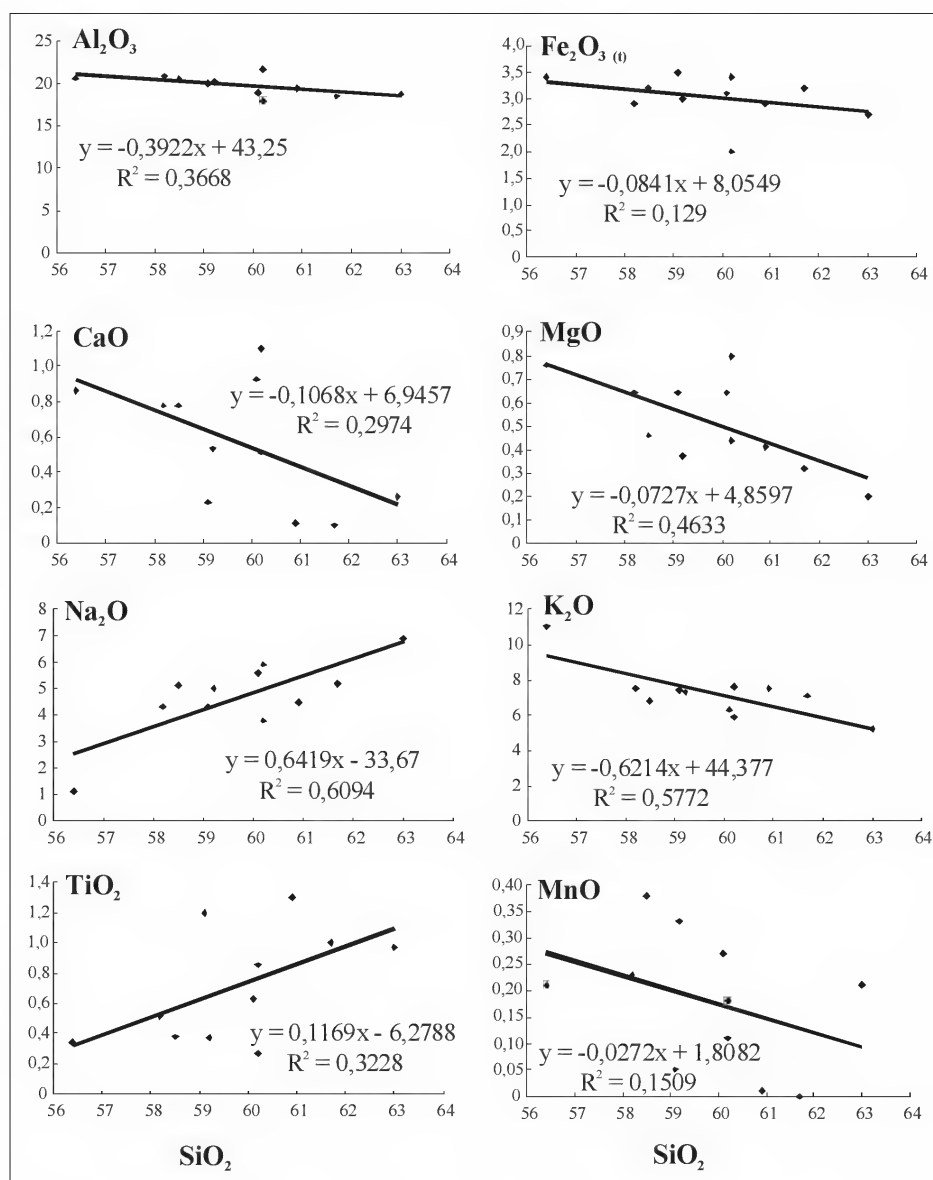 Al₂O₃
25
20
15
10
5
0
y = -0,3922x + 43,25
R² = 0,3668
56 57 58 59 60 61 62 63 64
Fe₂O₃ (t)
4,0
3,5
3,0
2,5
2,0
1,5
1,0
0,5
0
y = -0,0841x + 8,0549
R² = 0,129
56 57 58 59 60 61 62 63 64
CaO
1,2
1,0
0,8
0,6
0,4
0,2
0
y = -0,1068x + 6,9457
R² = 0,2974
56 57 58 59 60 61 62 63 64
MgO
0,9
0,8
0,7
0,6
0,5
0,4
0,3
0,2
0,1
0
y = -0,0727x + 4,8597
R² = 0,4633
56 57 58 59 60 61 62 63 64
Na₂O
8
7
6
5
4
3
2
1
0
y = 0,6419x - 33,67
R² = 0,6094
56 57 58 59 60 61 62 63 64
K₂O
12
10
8
6
4
2
0
y = -0,6214x + 44,377
R² = 0,5772
56 57 58 59 60 61 62 63 64
TiO₂
1,4
1,2
1,0
0,8
0,6
0,4
0,2
0
y = 0,1169x - 6,2788
R² = 0,3228
56 57 58 59 60 61 62 63 64
SiO₂
MnO
0,40
0,35
0,30
0,25
0,20
0,15
0,10
0,05
0
y = -0,0272x + 1,8082
R² = 0,1509
56 57 58 59 60 61 62 63 64
SiO₂